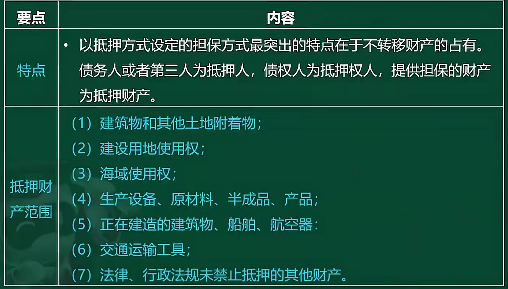 要点
内容
特点
• 以抵押方式设定的担保方式最突出的特点在于不转移财产的占有。
债务人或者第三人为抵押人，债权人为抵押权人，提供担保的财产
为抵押财产。
抵押财
产范围
（1）建筑物和其他土地附着物；
（2）建设用地使用权；
（3）海域使用权；
（4）生产设备、原材料、半成品、产品；
（5）正在建造的建筑物、船舶、航空器：
（6）交通运输工具；
（7）法律、行政法规未禁止抵押的其他财产。